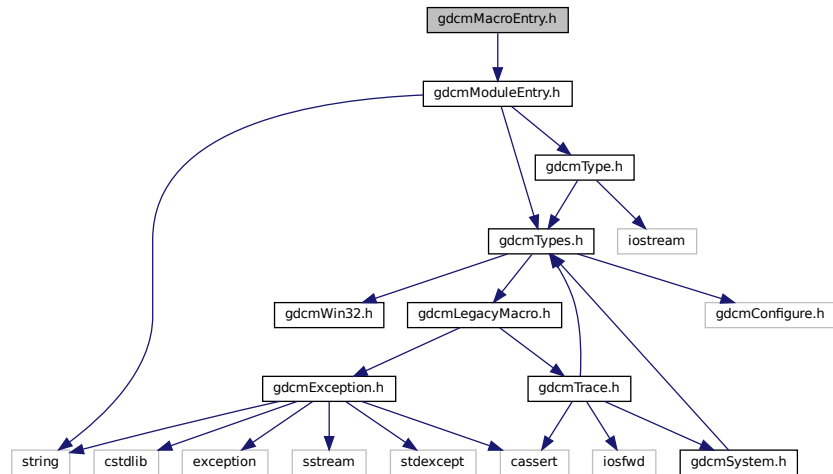 gdcmMacroEntry.h
gdcmModuleEntry.h
gdcmType.h
gdcmTypes.h
iostream
gdcmWin32.h
gdcmLegacyMacro.h
gdcmConfigure.h
gdcmException.h
gdcmTrace.h
string
cstdlib
exception
sstream
stdexcept
cassert
iosfwd
gdcmSystem.h